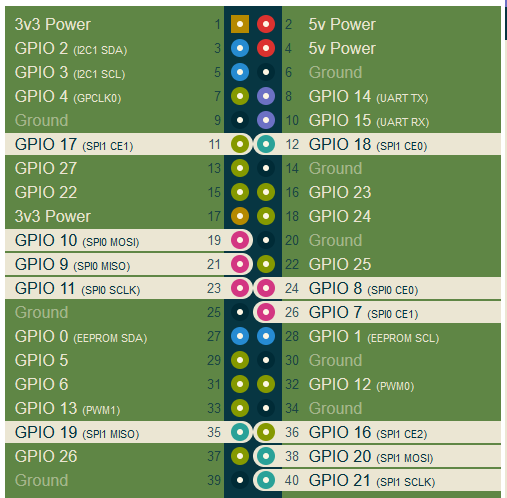 3v3 Power 1 2 5v Power
GPIO 2 (I2C1 SDA) 3 4 5v Power
GPIO 3 (I2C1 SCL) 5 6 Ground
GPIO 4 (GPCLK0) 7 8 GPIO 14 (UART TX)
Ground 9 10 GPIO 15 (UART RX)
GPIO 17 (SPI1 CE1) 11 12 GPIO 18 (SPI1 CE0)
GPIO 27 13 14 Ground
GPIO 22 15 16 GPIO 23
3v3 Power 17 18 GPIO 24
GPIO 10 (SPI0 MOSI) 19 20 Ground
GPIO 9 (SPI0 MISO) 21 22 GPIO 25
GPIO 11 (SPI0 SCLK) 23 24 GPIO 8 (SPI0 CE0)
Ground 25 26 GPIO 7 (SPI0 CE1)
GPIO 0 (EEPROM SDA) 27 28 GPIO 1 (EEPROM SCL)
GPIO 5 29 30 Ground
GPIO 6 31 32 GPIO 12 (PWM0)
GPIO 13 (PWM1) 33 34 Ground
GPIO 19 (SPI1 MISO) 35 36 GPIO 16 (SPI1 CE2)
GPIO 26 37 38 GPIO 20 (SPI1 MOSI)
Ground 39 40 GPIO 21 (SPI1 SCLK)